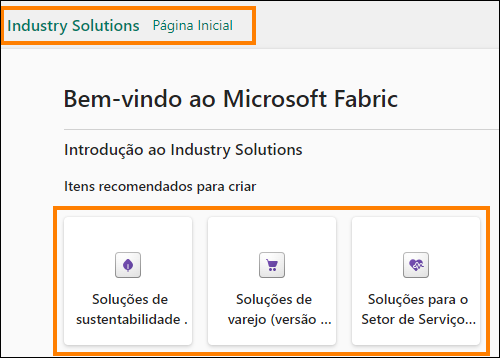 Industry Solutions Página Inicial
Bem-vindo ao Microsoft Fabric
Introdução ao Industry Solutions
Itens recomendados para criar
Soluções de
sustentabilidade .
Soluções de
varejo (versão ...
Soluções para o
Setor de Serviço...